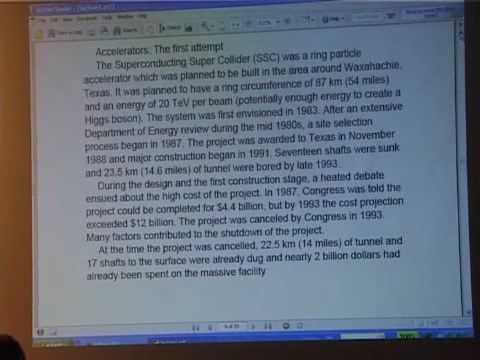 Accelerators: The first attempt
The Superconducting Super Collider (SSC) was a ring particle
accelerator which was planned to be built in the area around Waxahachie,
Texas. It was planned to have a ring circumference of 87 km (54 miles)
and an energy of 20 TeV per beam (potentially enough energy to create a
Higgs boson). The system was first envisioned in 1983. After an extensive
Department of Energy review during the mid 1980s, a site selection
process began in 1987. The project was awarded to Texas in November
1988 and major construction began in 1991. Seventeen shafts were sunk
and 23.5 km (14.6 miles) of tunnel were bored by late 1993.
During the design and the first construction stage, a heated debate
ensued about the high cost of the project. In 1987, Congress was told the
project could be completed for $4.4 billion, but by 1993 the cost projection
exceeded $12 billion. The project was canceled by Congress in 1993.
Many factors contributed to the shutdown of the project.
At the time the project was cancelled, 22.5 km (14 miles) of tunnel and
17 shafts to the surface were already dug and nearly 2 billion dollars had
already been spent on the massive facility